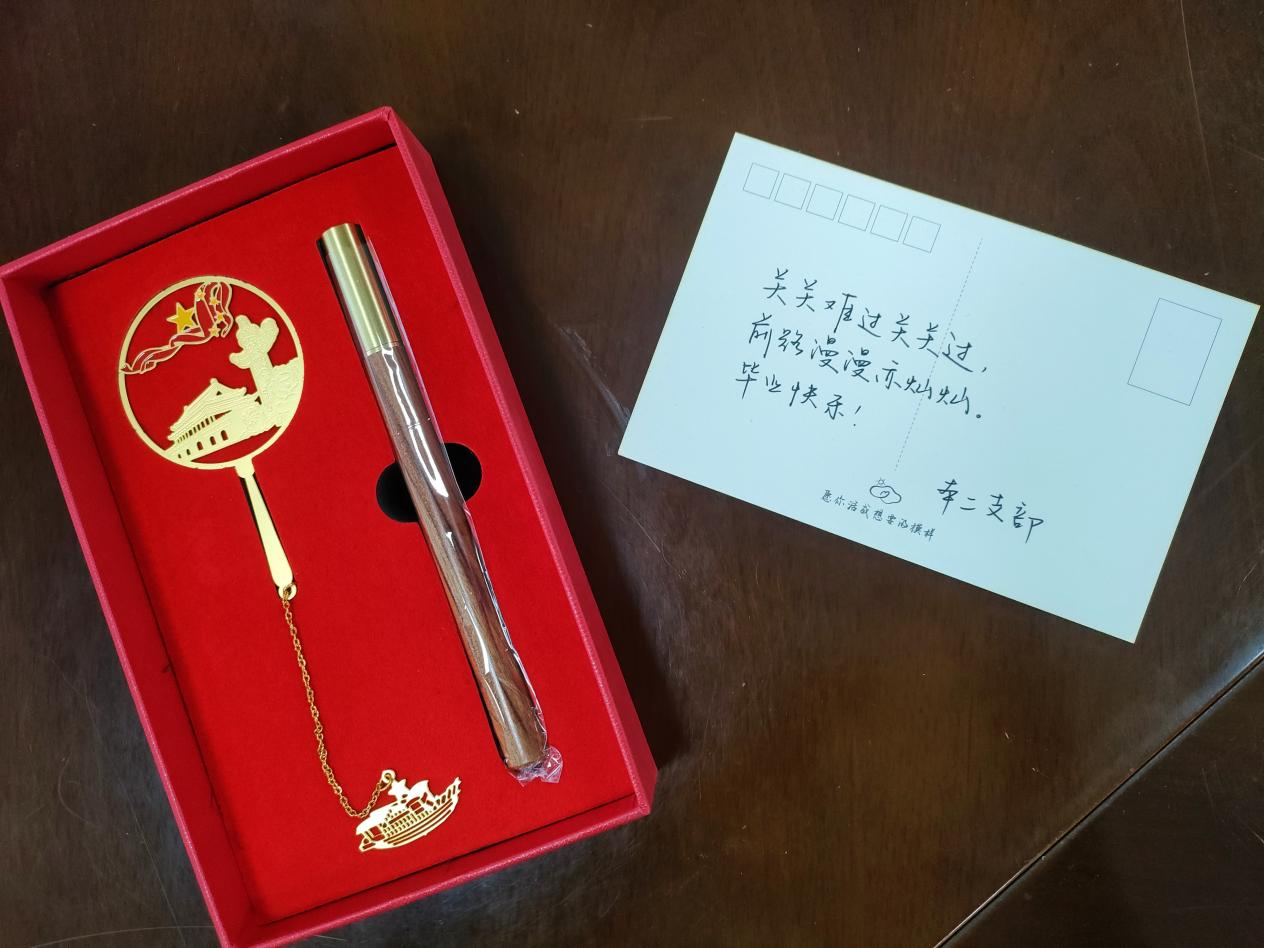 关关难过关关过，
前路漫漫亦灿灿。
毕业快乐！
本二支部
愿你活成想要的模样